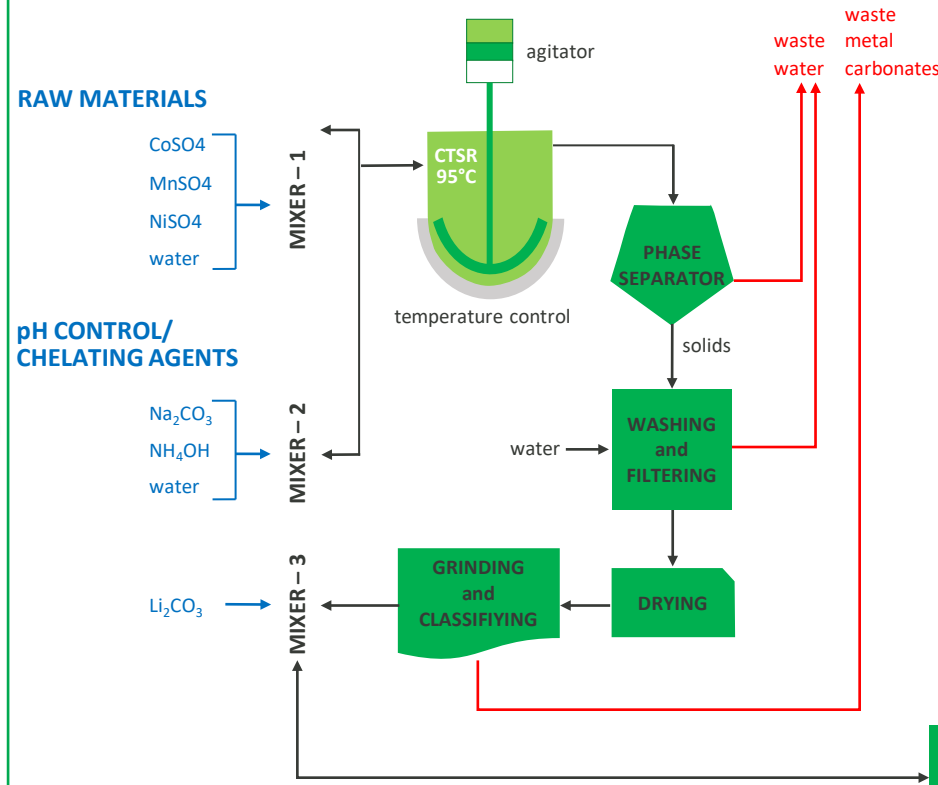 waste
waste
metal
water
carbonates
agitator
RAW MATERIALS
CoSO4
MnSO4
NiSO4
water
MIXER – 1
CTSR
95°C
temperature control
PHASE
SEPARATOR
solids
pH CONTROL/
CHELATING AGENTS
Na₂CO₃
NH₄OH
water
MIXER – 2
water
WASHING
and
FILTERING
Li₂CO₃
MIXER – 3
GRINDING
and
CLASSIFIYING
DRYING